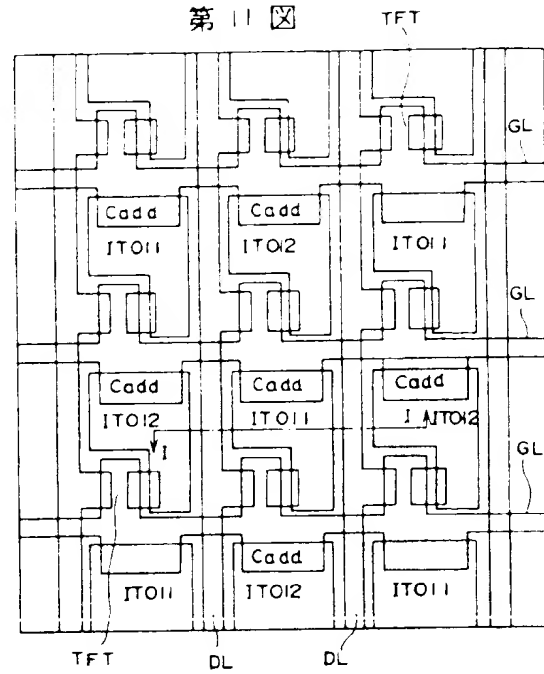 第11図
TFT
GL
Cadd Cadd
ITO11 ITO12 ITO11
GL
Cadd Cadd Cadd
ITO12 ITO11 I ITO12
I
GL
Cadd
ITO11 ITO12 ITO11
TFT DL DL